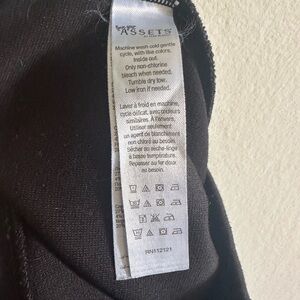 ASSETS
Machine wash cold gentle
cycle, with like colors,
inside out.
Only non-chlorine
bleach when needed.
Tumble dry low.
Low iron if needed.
Laver à froid en machine,
cycle délicat, avec couleurs
similaires. À l'envers.
Utiliser seulement
un agent de blanchiment
non chloré au besoin.
Sécher au sèche-linge
à basse température.
Repasser au fer doux
au besoin.
RN112121